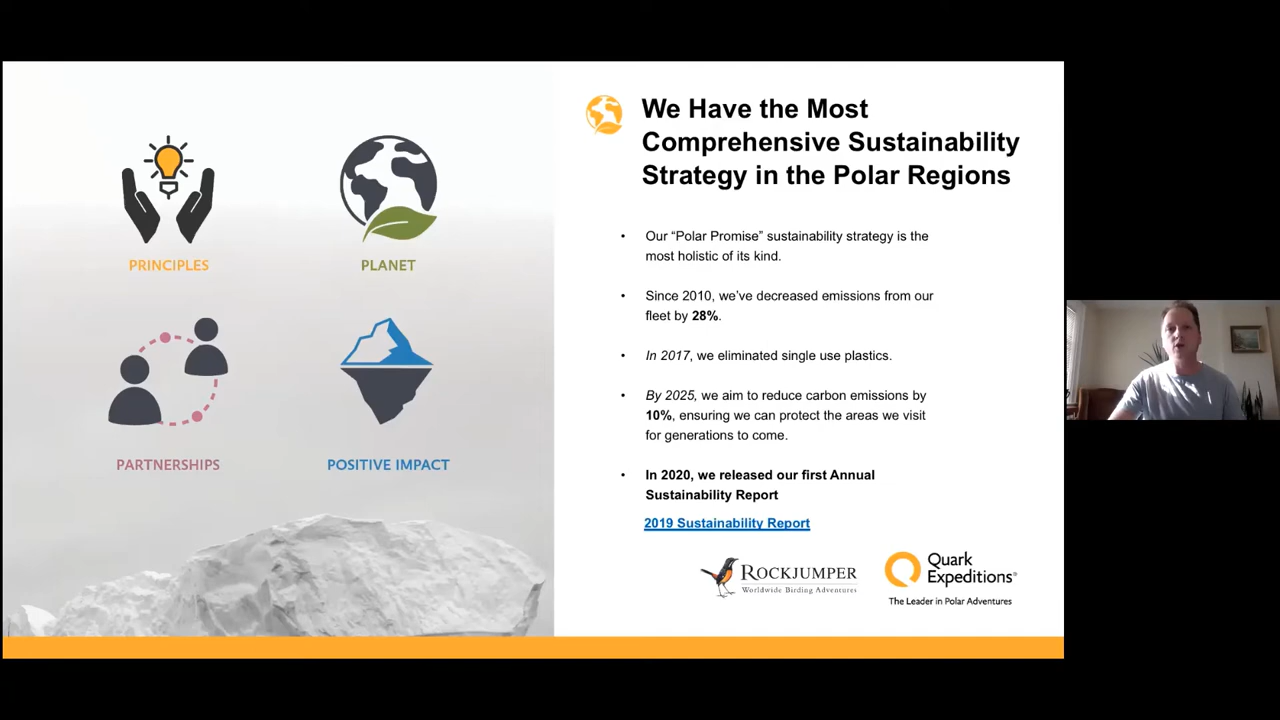 PRINCIPLES
PLANET
PARTNERSHIPS
POSITIVE IMPACT
We Have the Most
Comprehensive Sustainability
Strategy in the Polar Regions
• Our “Polar Promise” sustainability strategy is the
most holistic of its kind.
• Since 2010, we’ve decreased emissions from our
fleet by 28%.
• In 2017, we eliminated single use plastics.
• By 2025, we aim to reduce carbon emissions by
10%, ensuring we can protect the areas we visit
for generations to come.
• In 2020, we released our first Annual
Sustainability Report
2019 Sustainability Report
ROCKJUMPER
Worldwide Birding Adventures
Quark
Expeditions®
The Leader in Polar Adventures